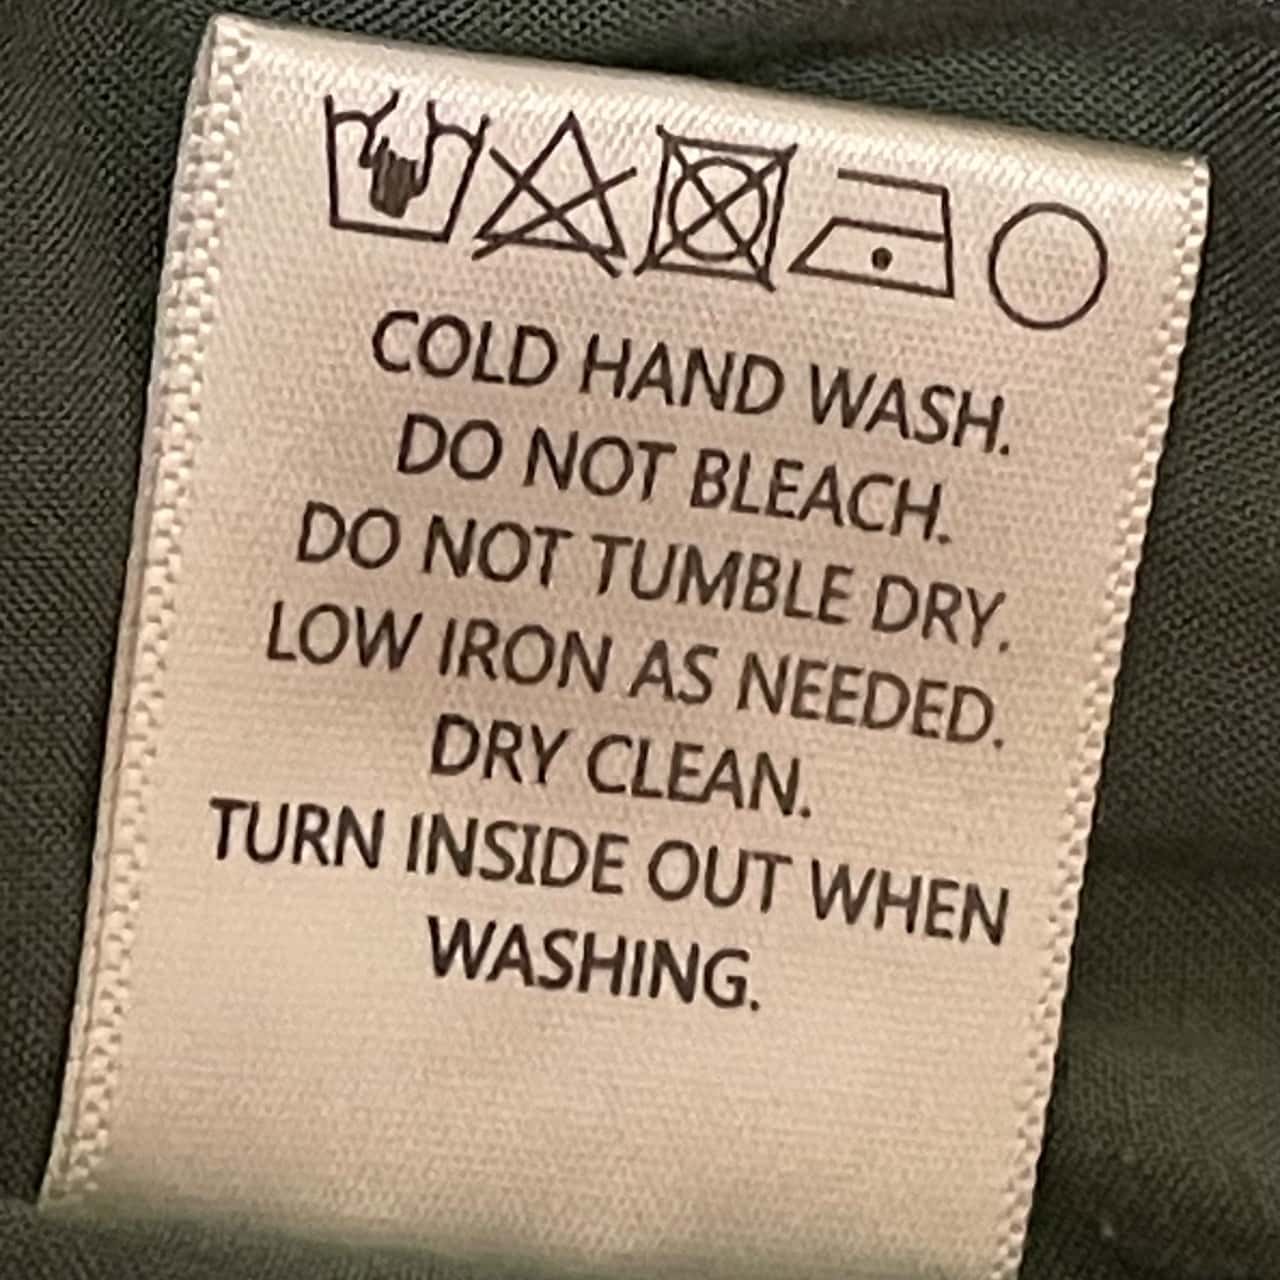 COLD HAND WASH.
DO NOT BLEACH.
DO NOT TUMBLE DRY.
LOW IRON AS NEEDED.
DRY CLEAN.
TURN INSIDE OUT WHEN
WASHING.